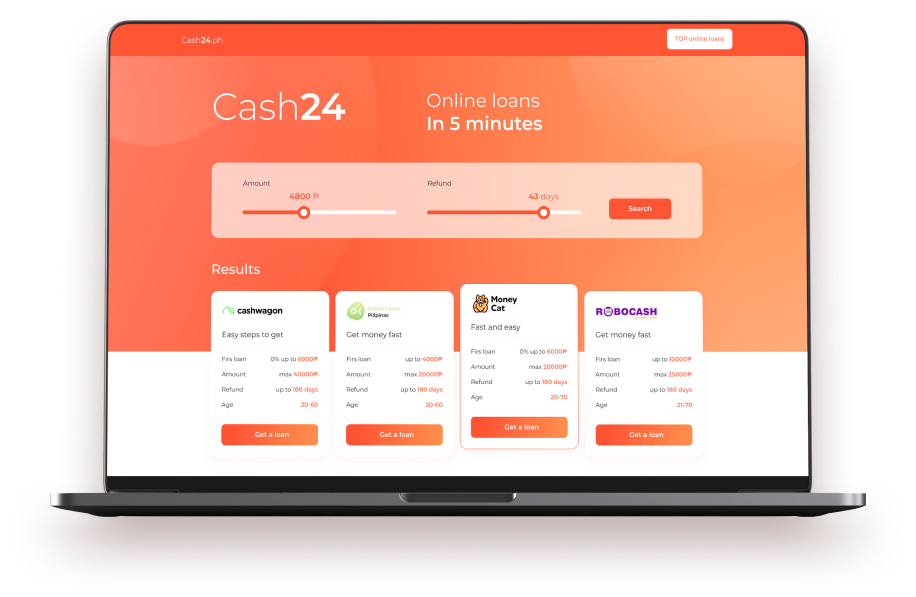 Cash24.ph
TOP online loans
Cash24
Online loans
In 5 minutes
Amount
4800 ₱
Refund
43 days
Search
Results
cashwagon
Easy steps to get
Firs loan 0% up to 6000₱
Amount max 40000₱
Refund up to 180 days
Age 20-60
Get a loan
OK
Online Loans
Pilipinas
Get money fast
Firs loan up to 4000₱
Amount max 20000₱
Refund up to 180 days
Age 20-60
Get a loan
Money
Cat
Fast and easy
Firs loan 0% up to 6000₱
Amount max 20000₱
Refund up to 180 days
Age 20-70
Get a loan
ROBOCASH
Get money fast
Firs loan up to 10000₱
Amount max 25000₱
Refund up to 180 days
Age 21-70
Get a loan